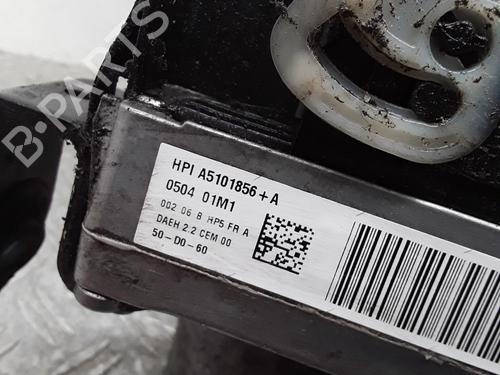 B-PARTS
HPI A5101856+A
0504 01M1
002 06 B HP5 FR A
DAEH 2.2 CEM 00
50-D0-60